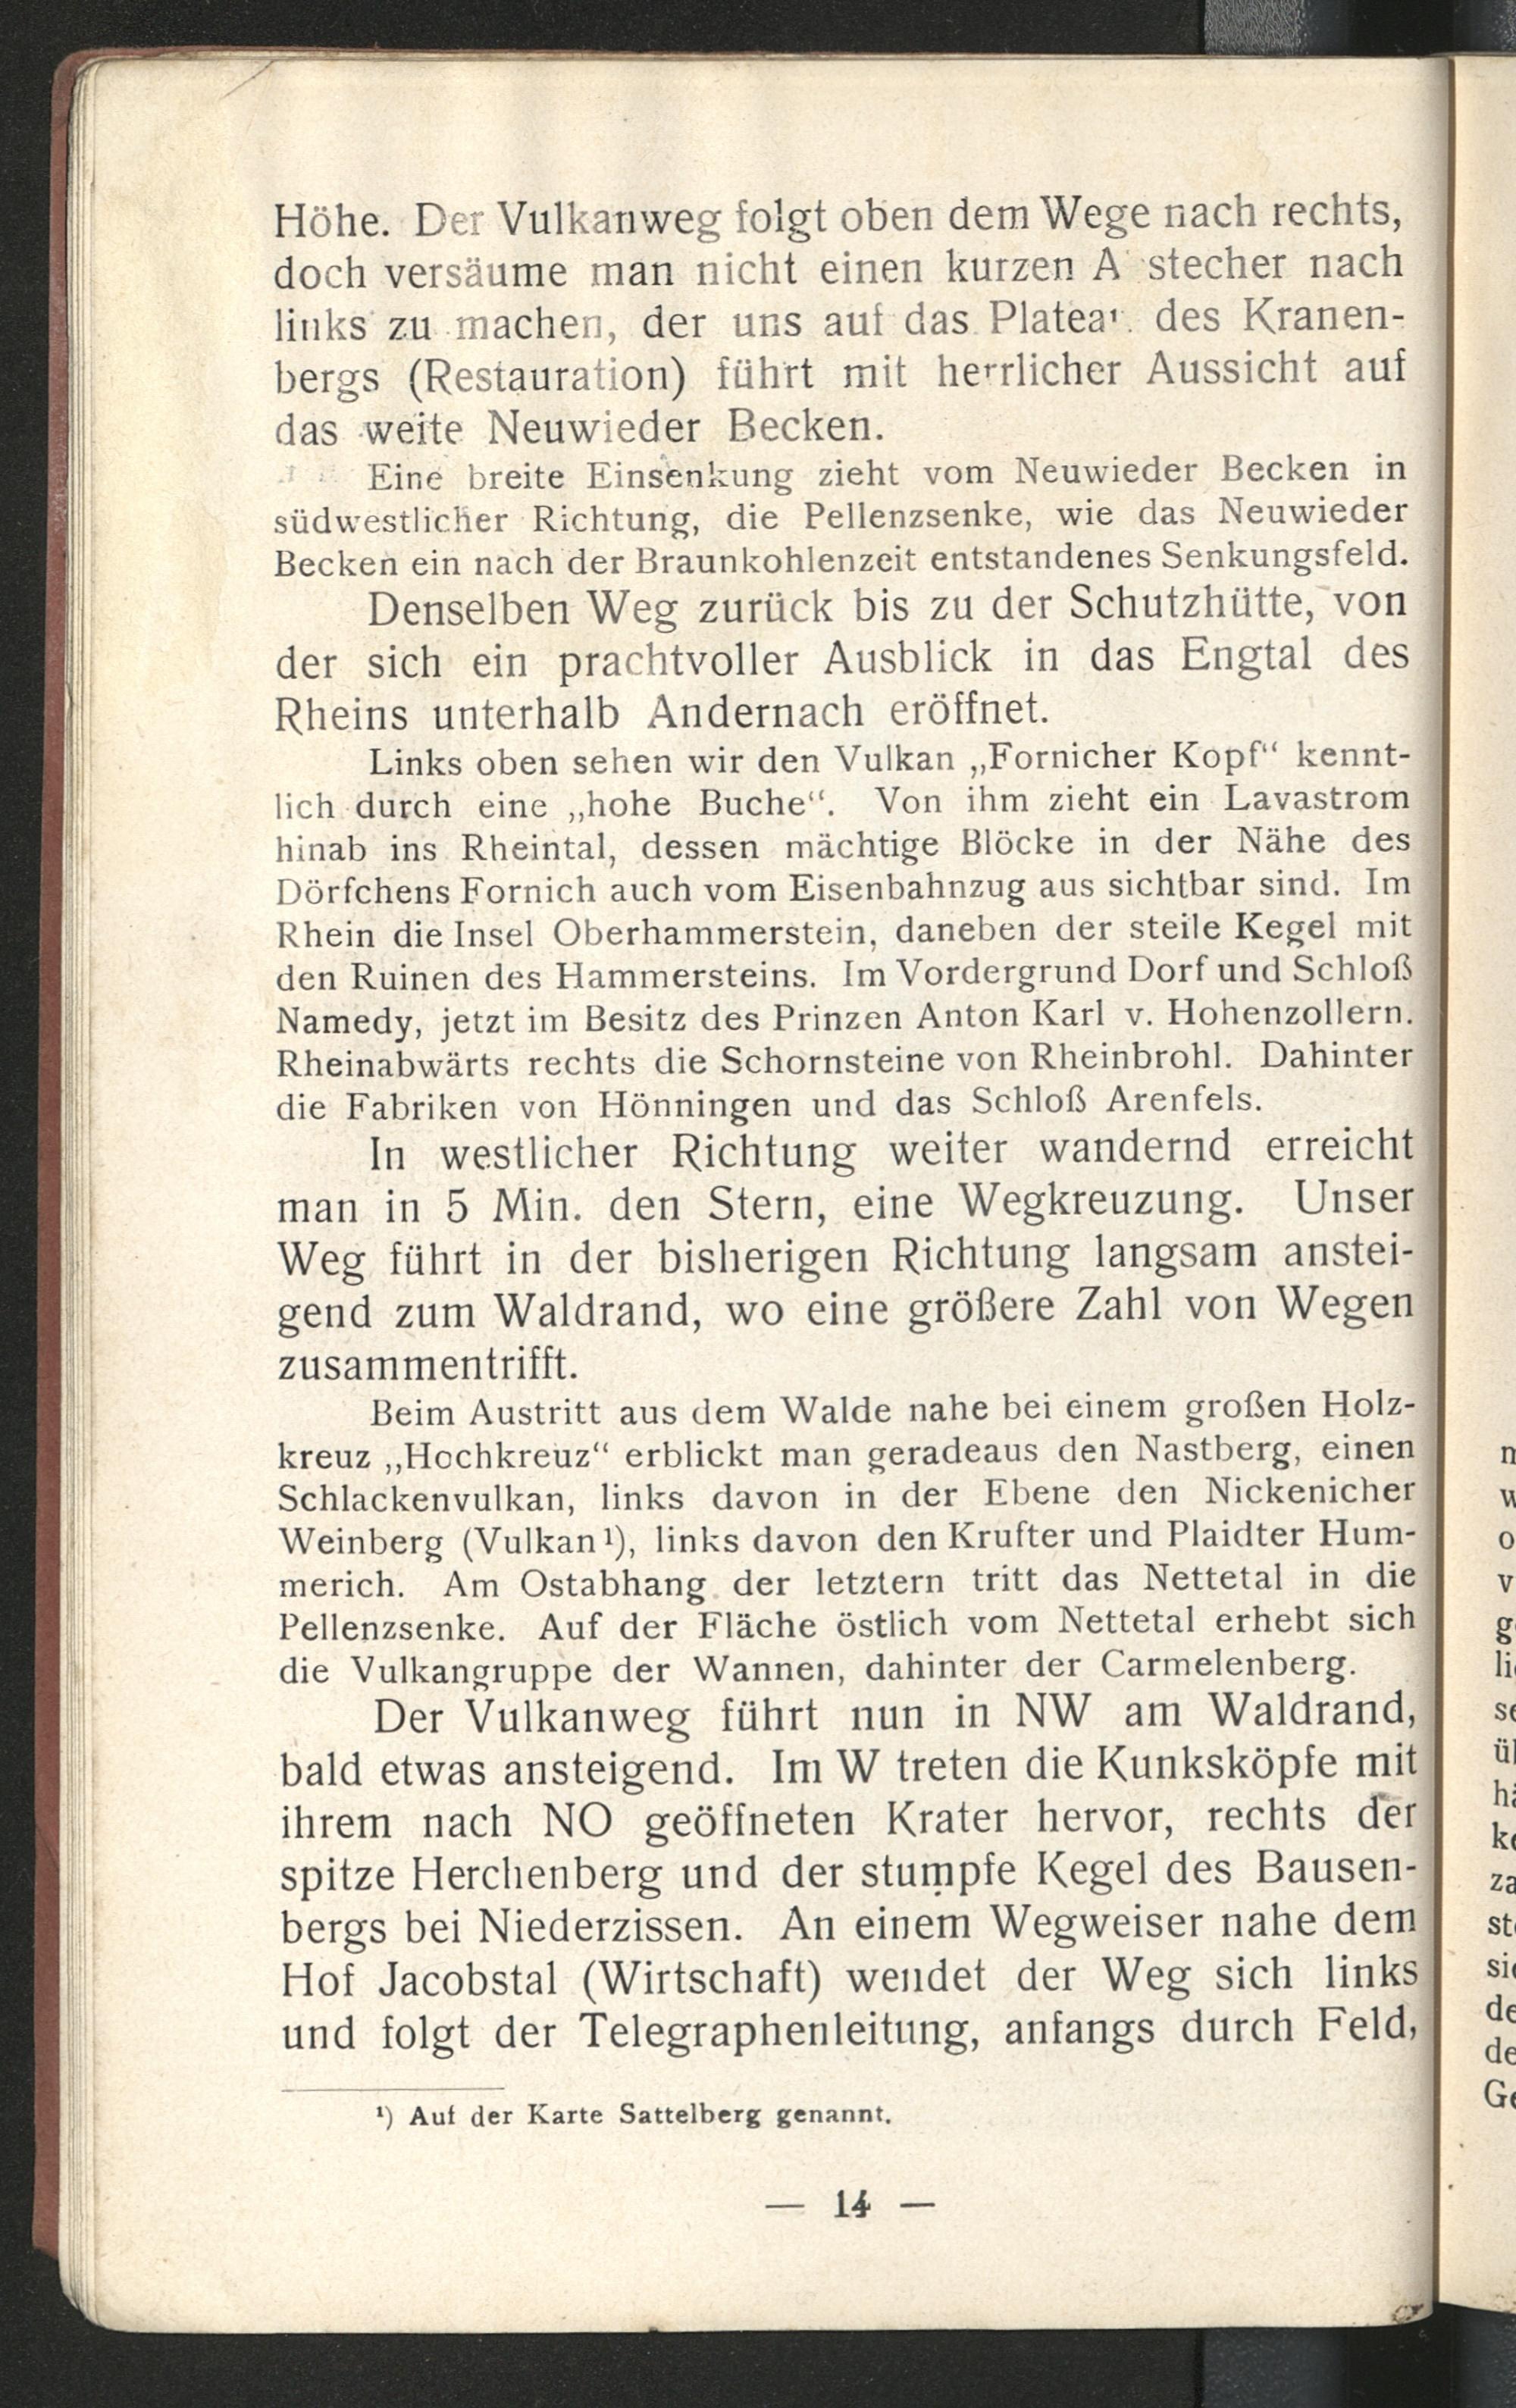 Höhe. Der Vulkanweg folgt oben dem Wege nach rechts,
doch versäume man nicht einen kurzen A stecher nach
links zu machen, der uns auf das Plateau des Kranen-
bergs (Restauration) führt mit herrlicher Aussicht auf
das weite Neuwieder Becken.
Eine breite Einsenkung zieht vom Neuwieder Becken in
südwestlicher Richtung, die Pellenzsenke, wie das Neuwieder
Becken ein nach der Braunkohlenzeit entstandenes Senkungsfeld.
Denselben Weg zurück bis zu der Schutzhütte, von
der sich ein prachtvoller Ausblick in das Engtal des
Rheins unterhalb Andernach eröffnet.
Links oben sehen wir den Vulkan „Fornicher Kopf“ kennt-
lich durch eine „hohe Buche“. Von ihm zieht ein Lavastrom
hinab ins Rheintal, dessen mächtige Blöcke in der Nähe des
Dörfchens Fornich auch vom Eisenbahnzug aus sichtbar sind. Im
Rhein die Insel Oberhammerstein, daneben der steile Kegel mit
den Ruinen des Hammersteins. Im Vordergrund Dorf und Schloß
Namedy, jetzt im Besitz des Prinzen Anton Karl v. Hohenzollern.
Rheinabwärts rechts die Schornsteine von Rheinbrohl. Dahinter
die Fabriken von Hönningen und das Schloß Arenfels.
In westlicher Richtung weiter wandernd erreicht
man in 5 Min. den Stern, eine Wegkreuzung. Unser
Weg führt in der bisherigen Richtung langsam anstei-
gend zum Waldrand, wo eine größere Zahl von Wegen
zusammentrifft.
Beim Austritt aus dem Walde nahe bei einem großen Holz-
kreuz „Hochkreuz“ erblickt man geradeaus den Nastberg, einen
Schlackenvulkan, links davon in der Ebene den Nickenicher
Weinberg (Vulkan¹), links davon den Krufter und Plaidter Hum-
merich. Am Ostabhang der letztern tritt das Nettetal in die
Pellenzsenke. Auf der Fläche östlich vom Nettetal erhebt sich
die Vulkangruppe der Wannen, dahinter der Carmelenberg.
Der Vulkanweg führt nun in NW am Waldrand,
bald etwas ansteigend. Im W treten die Kunksköpfe mit
ihrem nach NO geöffneten Krater hervor, rechts der
spitze Herchenberg und der stumpfe Kegel des Bausen-
bergs bei Niederzissen. An einem Wegweiser nahe dem
Hof Jacobstal (Wirtschaft) wendet der Weg sich links
und folgt der Telegraphenleitung, anfangs durch Feld,
¹) Auf der Karte Sattelberg genannt.
— 14 —